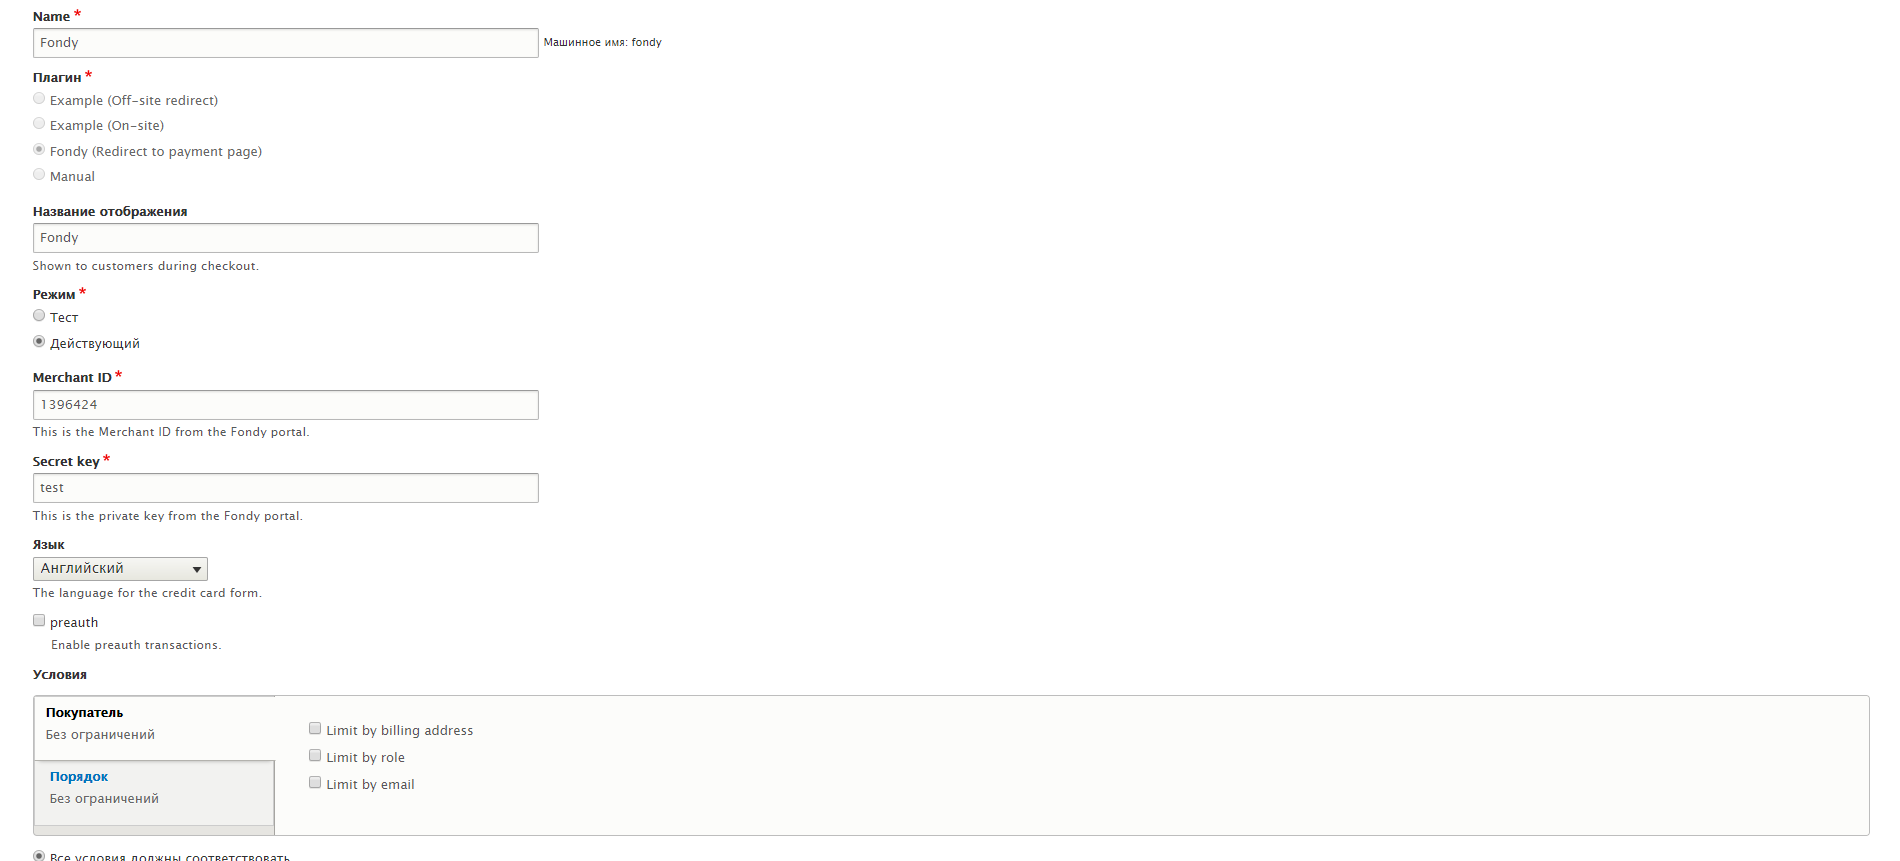 Name *
Fondy Машинное имя: fondy
Плагин *
Example (Off-site redirect)
Example (On-site)
Fondy (Redirect to payment page)
Manual
Название отображения
Fondy
Shown to customers during checkout.
Режим *
Тест
Действующий
Merchant ID *
1396424
This is the Merchant ID from the Fondy portal.
Secret key *
test
This is the private key from the Fondy portal.
Язык
Английский
The language for the credit card form.
preauth
Enable preauth transactions.
Условия
Покупатель
Без ограничений
Порядок
Без ограничений
Limit by billing address
Limit by role
Limit by email
Все условия должны соответствовать